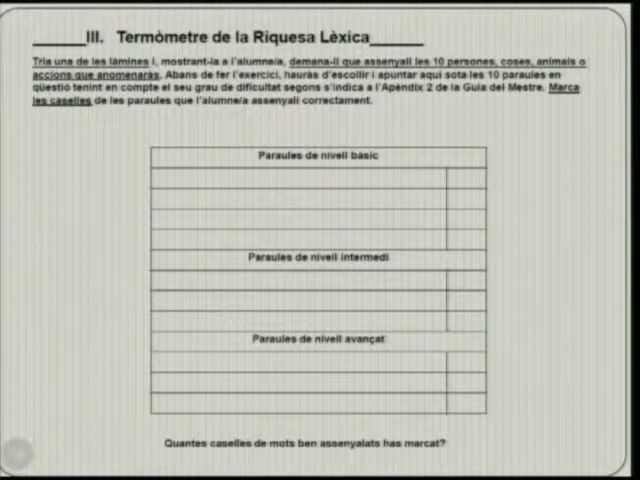 III. Termòmetre de la Riquesa Lèxica
Tria una de les làmines i, mostrant-la a l'alumne/a, demana-li que assenyali les 10 persones, coses, animals o
accions que anomenaràs. Abans de fer l'exercici, hauràs d'escollir i apuntar aquí sota les 10 paraules en
qüestió tenint en compte el seu grau de dificultat segons s'indica a l'Apèndix 2 de la Guia del Mestre. Marca
les caselles de les paraules que l'alumne/a assenyali correctament.
Paraules de nivell bàsic
Paraules de nivell intermedi
Paraules de nivell avançat
Quantes caselles de mots ben assenyalats has marcat?